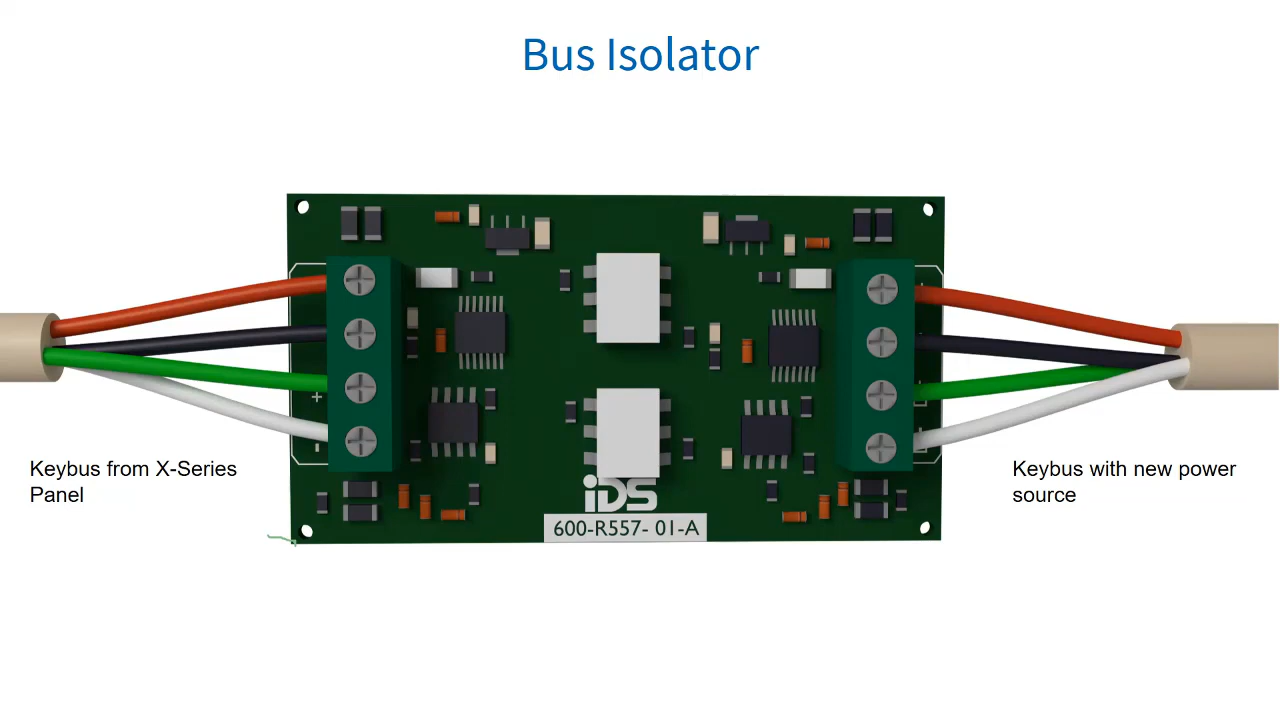 Bus Isolator
+
-
Keybus from X-Series
Panel
Keybus with new power
source
iDS
600-R557- 01-A